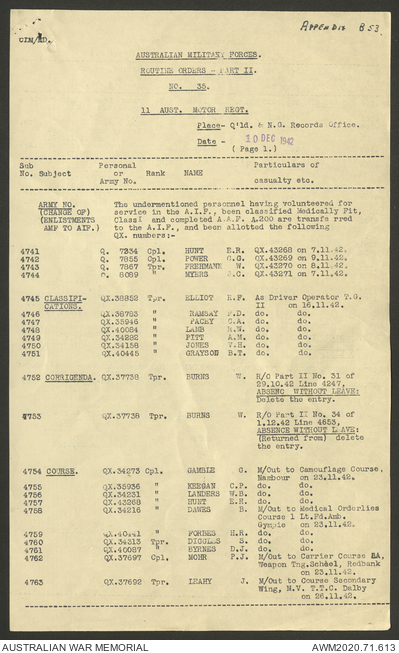 APPENDIX B53
CIM/ED.
AUSTRALIAN MILITARY FORCES.
ROUTINE ORDERS - PART II.
NO. 35.
11 AUST. MOTOR REGT.
Place- Q'ld. & N.G. Records Office.
Date - 10 DEC 1942
( Page 1.)
Sub Personal Particulars of
No. Subject or Rank NAME
Army No. casualty etc.
ARMY NO. The undermentioned personnel having volunteered for
(CHANGE OF) service in the A.I.F., been classified Medically Fit,
(ENLISTMENTS Class I and completed A.A.F. A.200 are transfe rred
AMF TO AIF.) to the A.I.F., and been allotted the following
QX. numbers:-
4741 Q. 7234 Cpl. HUNT E.R. QX.43268 on 7.11.42.
4742 Q. 7855 Cpl. POWER C.G. QX.43269 on 9.11.42.
4743 Q. 7867 Tpr. FREHMANE W. QX.43270 on 8.11.42.
4744 Q. 8089 " MYERS C. QX.43271 on 7.11.42.
4745 CLASSIFI- QX.38852 Tpr. ELLIOT R.F. As Driver Operator T.G.
CATIONS. II on 16.11.42.
4746 QX.38763 " RAMSAY F.D. do. do.
4747 QX.35946 " PACEY C.A. do. do.
4748 QX.40084 " LAMB R.W. do. do.
4749 QX.34282 " PITT A.M. do. do.
4750 QX.34158 " JONES V.H. do. do.
4751 QX.40445 " GRAYSON B.T. do. do.
4752 CORRIGENDA. QX.37738 Tpr. BURNS W. R/O Part II No. 31 of
29.10.42 Line 4247,
ABSENC WITHOUT LEAVE:
Delete the entry.
4753 QX.37738 Tpr. BURNS W. R/O Part II No. 34 of
1.12.42 Line 4653,
ABSENCE WITHOUT LEAVE:
(Returned from) delete
the entry.
4754 COURSE. QX.34273 Cpl. GAMBLE G. M/Out to Camouflage Course,
Nambour on 23.11.42.
4755 QX.35936 " KEEGAN C.P. do. do.
4756 QX.34231 " LANDERS W.B. do. do.
4757 QX.43268 " HUNT E.R. do. do.
4758 QX.34216 " DAWES B. M/Out to Medical Orderlies
Course 1 Lt.Fd.Amb.
Gympie on 23.11.42.
4759 QX.40441 " FORBES H.R. do. do.
4760 QX.34313 Tpr. DIGGLES S. do. do.
4761 QX.40087 " BYRNES D.J. do. do.
4762 QX.37697 Cpl. MOHR P.J. M/Out to Carrier Course 8A,
Weapon Tng. School, Redbank
on 23.11.42.
4763 QX.37692 Tpr. LEAHY J. M/Out to Course Secondary
Wing, M.V. T.T.C. Dalby
on 26.11.42.
AUSTRALIAN WAR MEMORIAL AWM2020.71.613